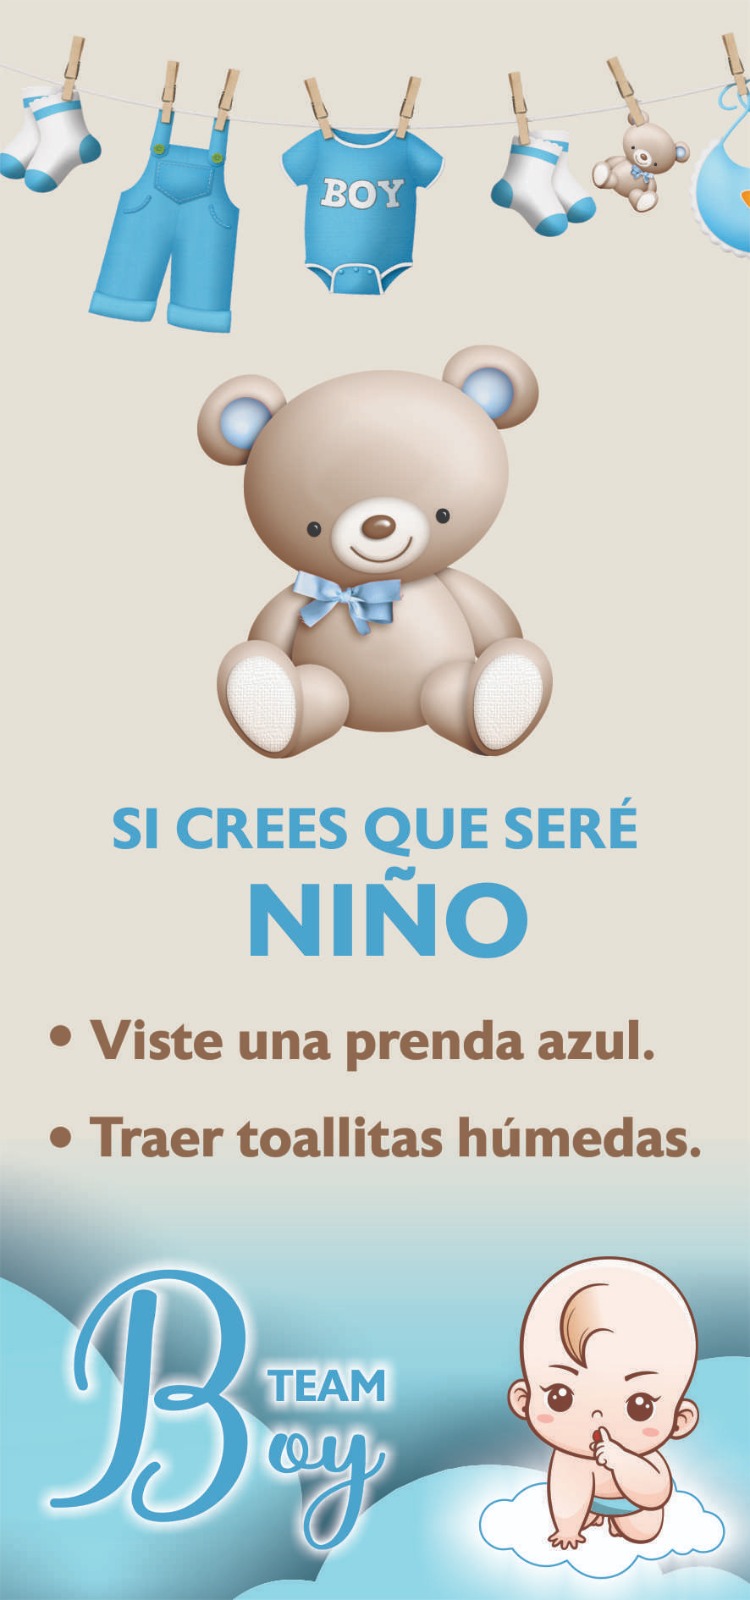 BOY
SI CREES QUE SERÉ
NIÑO
• Viste una prenda azul.
• Traer toallitas húmedas.
TEAM
Boy